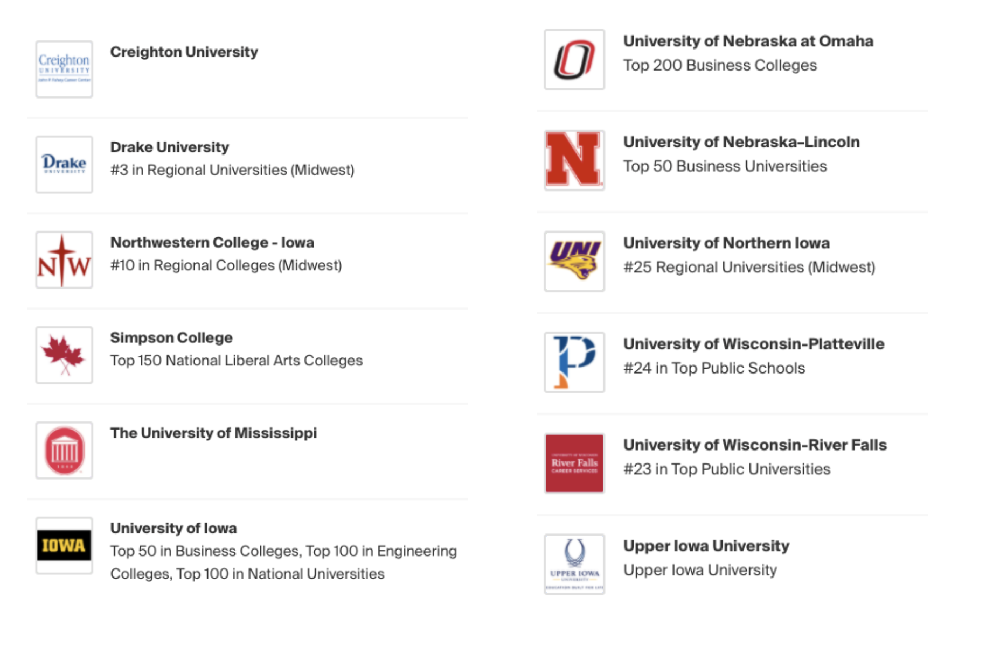 Creighton
UNIVERSITY
Creighton University
Drake
UNIVERSITY
Drake University
#3 in Regional Universities (Midwest)
NW
Northwestern College - Iowa
#10 in Regional Colleges (Midwest)
Simpson College
Top 150 National Liberal Arts Colleges
The University of Mississippi
IOWA
University of Iowa
Top 50 in Business Colleges, Top 100 in Engineering
Colleges, Top 100 in National Universities
O
University of Nebraska at Omaha
Top 200 Business Colleges
N
University of Nebraska–Lincoln
Top 50 Business Universities
UNI
University of Northern Iowa
#25 Regional Universities (Midwest)
P
University of Wisconsin-Platteville
#24 in Top Public Schools
River Falls
CAREER SERVICES
University of Wisconsin-River Falls
#23 in Top Public Universities
UPPER IOWA
UNIVERSITY
Upper Iowa University
Upper Iowa University